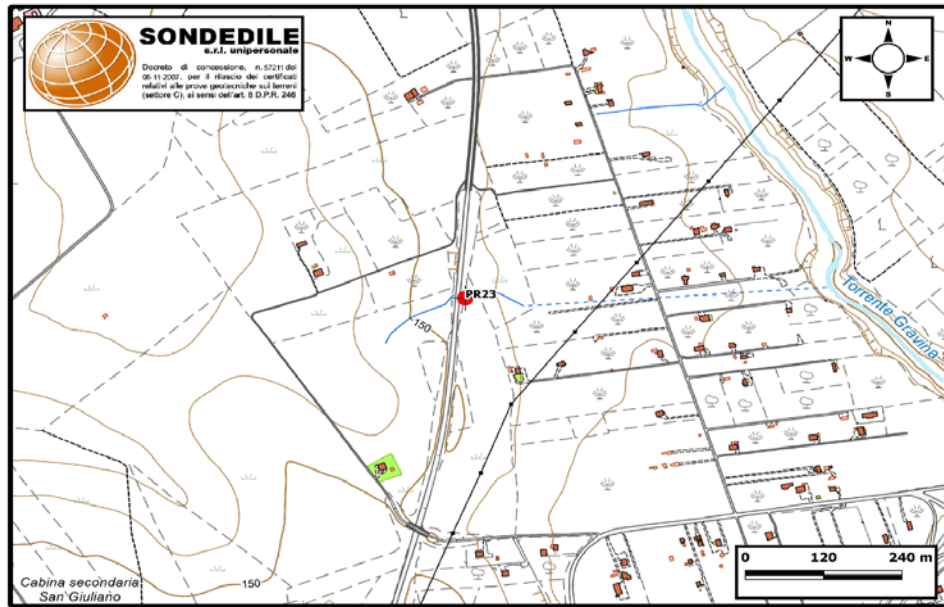 SONDEDILE
s.r.l. unipersonale
Decreto di concessione, n. 57211 del
05-11-2007, per il rilascio dei certificati
relativi alle prove geotecniche sui terreni
(settore C), ai sensi dell'art. 8 D.P.R. 246
N
W E
S
PR23
150
Torrente Gravina
150
Cabina secondaria
San Giuliano
0 120 240 m